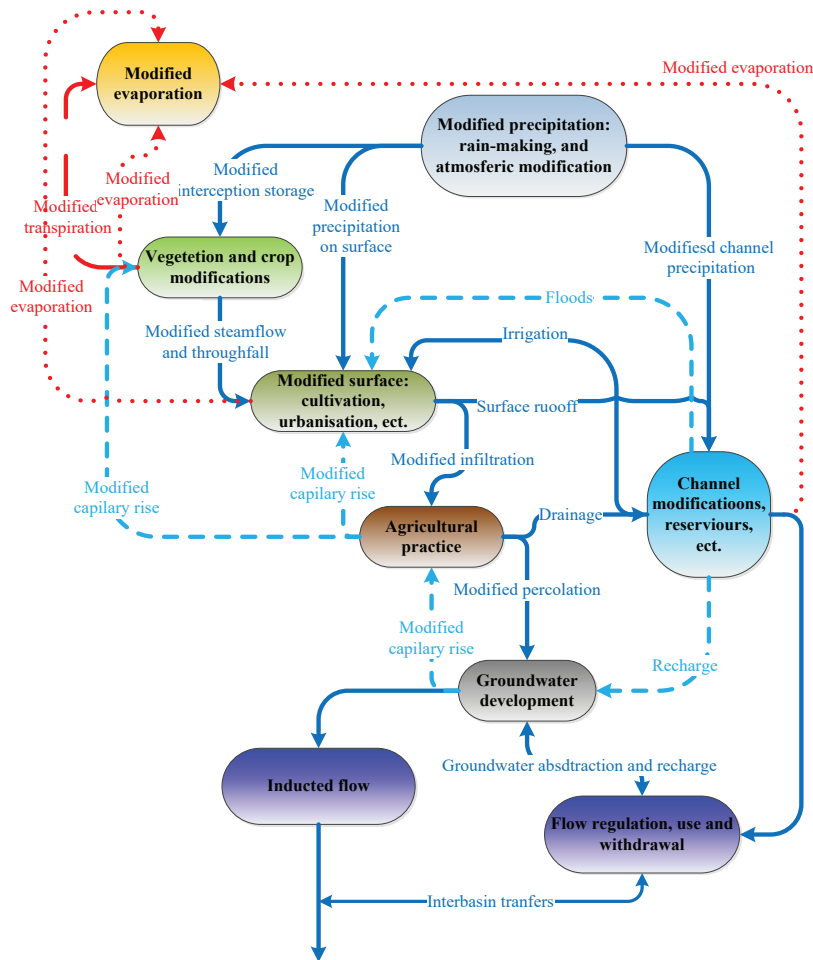 Modified
evaporation
Modified evaporation
Modified precipitation:
rain-making, and
atmosferic modification
Modified
interception storage
Modified
evaporation
Modified
transpiration
Modified
precipitation
on surface
Modifiesd channel
precipitation
Vegetetion and crop
modifications
Modified
evaporation
Floods
Modified steamflow
and throughfall
Irrigation
Modified surface:
cultivation,
urbanisation, ect.
Surface ruooff
Modified infiltration
Modified
capilary rise
Modified
capilary rise
Channel
modificatioons,
reserviours,
ect.
Agricultural
practice
Drainage
Modified percolation
Modified
capilary rise
Recharge
Groundwater
development
Groundwater absdtraction and recharge
Inducted flow
Flow regulation, use and
withdrawal
Interbasin tranfers